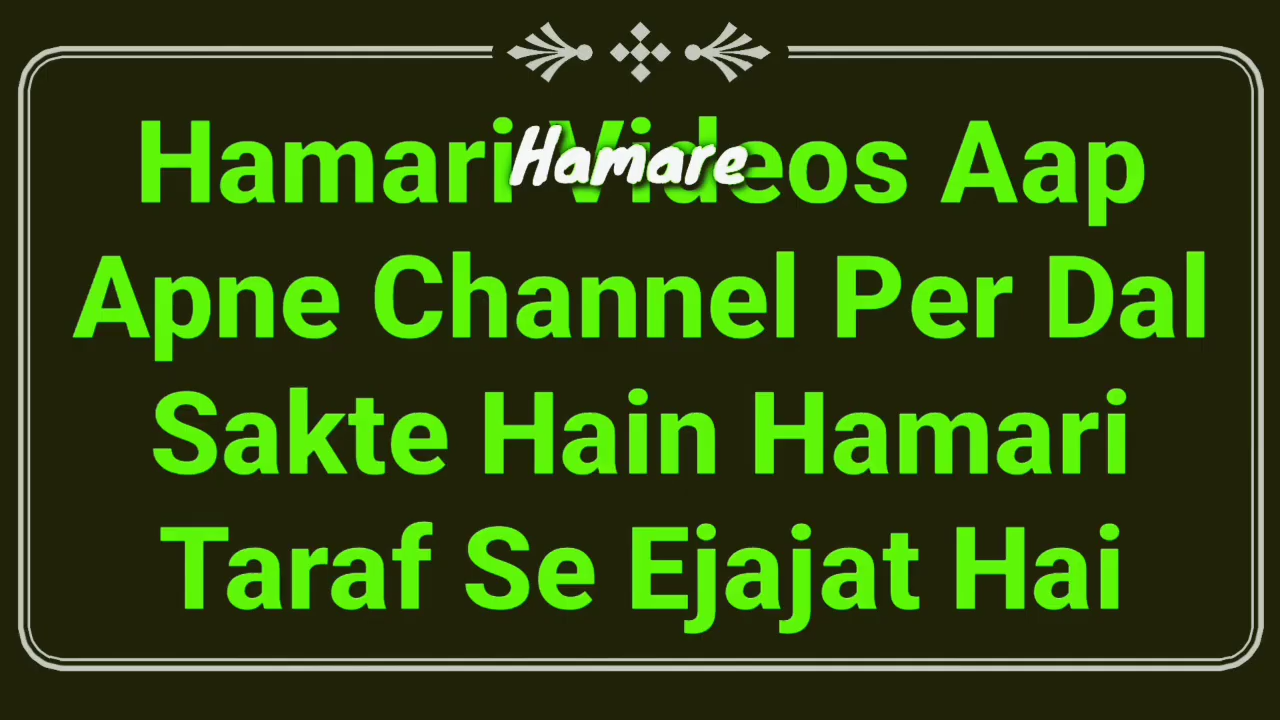 Hamari Videos Aap
Hamare
Apne Channel Per Dal
Sakte Hain Hamari
Taraf Se Ejajat Hai